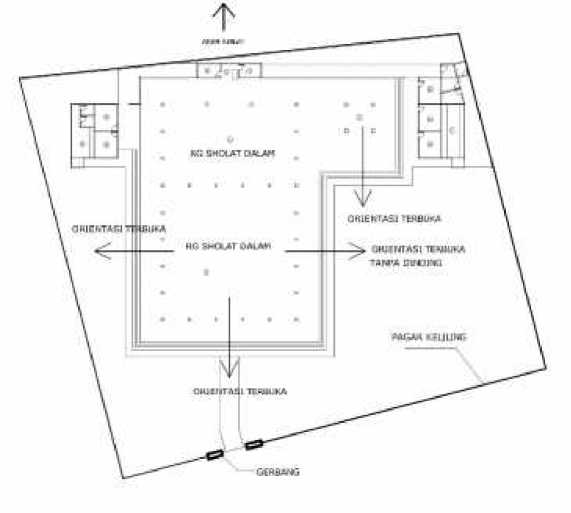 RG SHOLAT DALAM
ORIENTASI TERBUKA
ORIENTASI TERBUKA
RG SHOLAT DALAM
ORIENTASI TERBUKA
TANPA DINDING
PAGAR KELILING
ORIENTASI TERBUKA
GERBANG